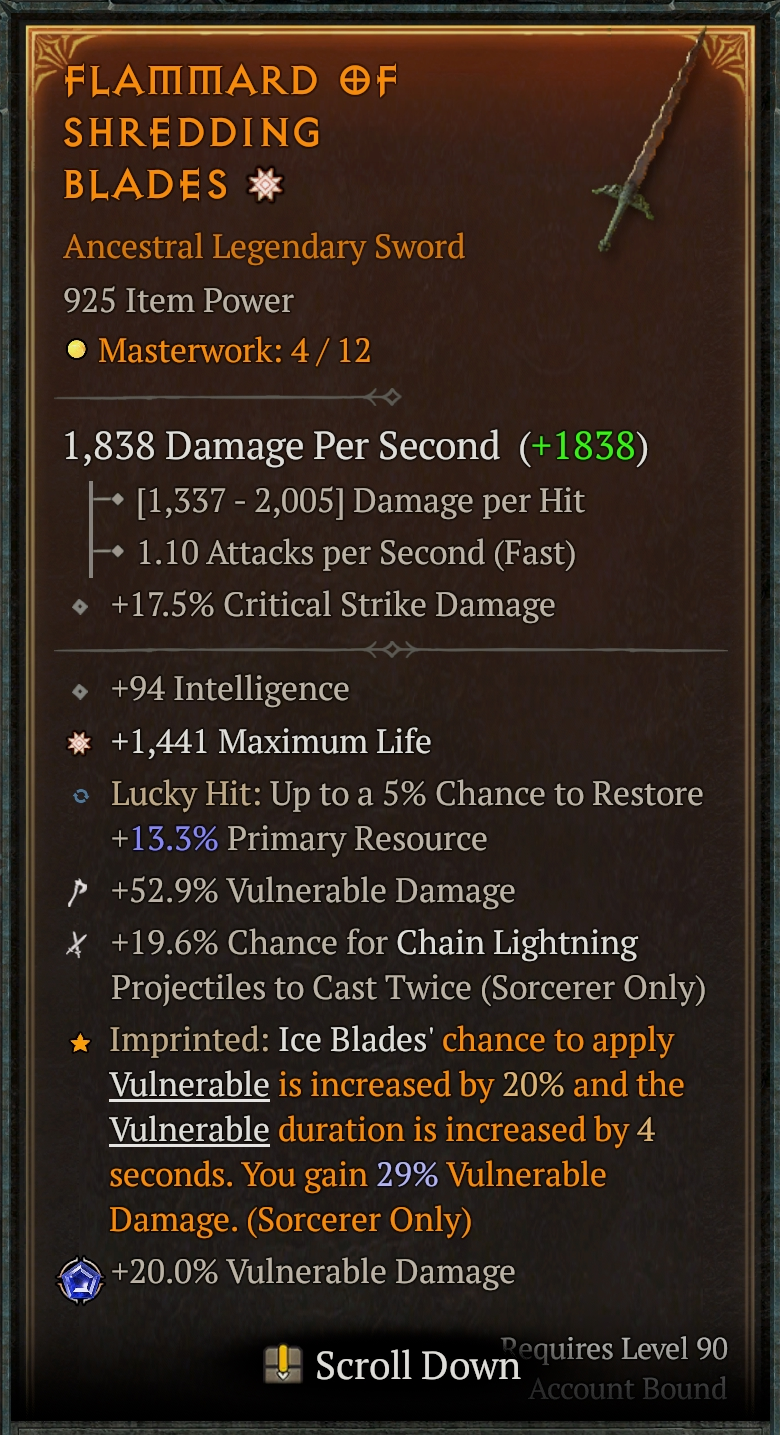 FLAMMARD OF
SHREDDING
BLADES
Ancestral Legendary Sword
925 Item Power
Masterwork: 4 / 12
1,838 Damage Per Second (+1838)
[1,337 - 2,005] Damage per Hit
1.10 Attacks per Second (Fast)
+17.5% Critical Strike Damage
+94 Intelligence
+1,441 Maximum Life
Lucky Hit: Up to a 5% Chance to Restore
+13.3% Primary Resource
+52.9% Vulnerable Damage
+19.6% Chance for Chain Lightning
Projectiles to Cast Twice (Sorcerer Only)
Imprinted: Ice Blades' chance to apply
Vulnerable is increased by 20% and the
Vulnerable duration is increased by 4
seconds. You gain 29% Vulnerable
Damage. (Sorcerer Only)
+20.0% Vulnerable Damage
Requires Level 90
Scroll Down
Account Bound